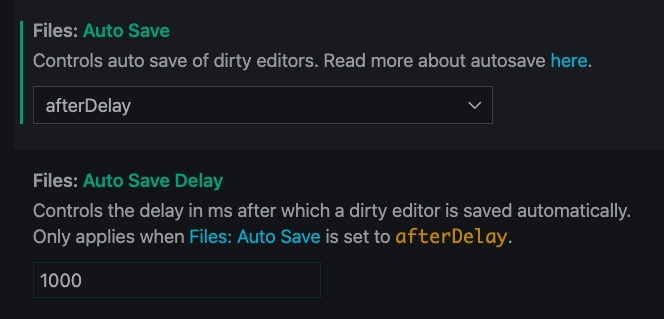 Files: Auto Save
Controls auto save of dirty editors. Read more about autosave here.
afterDelay
Files: Auto Save Delay
Controls the delay in ms after which a dirty editor is saved automatically.
Only applies when Files: Auto Save is set to afterDelay.
1000